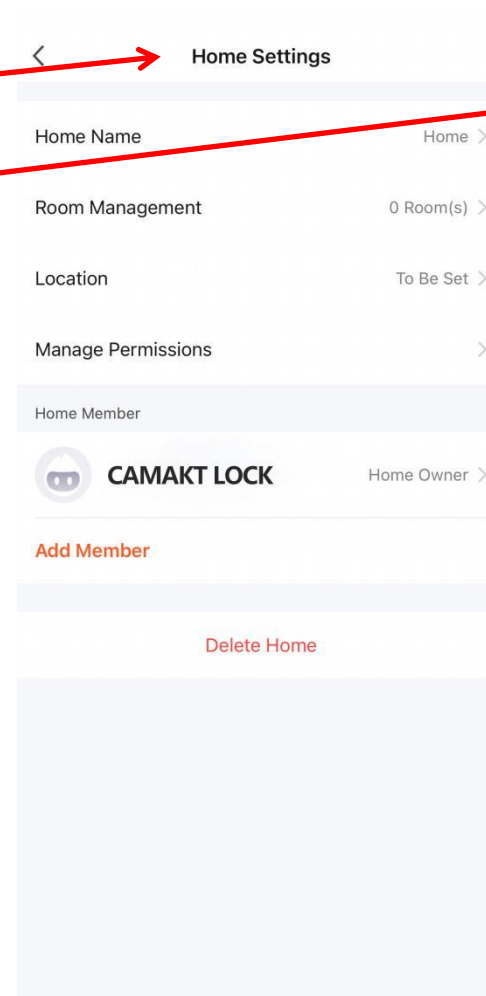 Home Settings
Home Name Home
Room Management 0 Room(s)
Location To Be Set
Manage Permissions
Home Member
CAMAKT LOCK Home Owner
Add Member
Delete Home